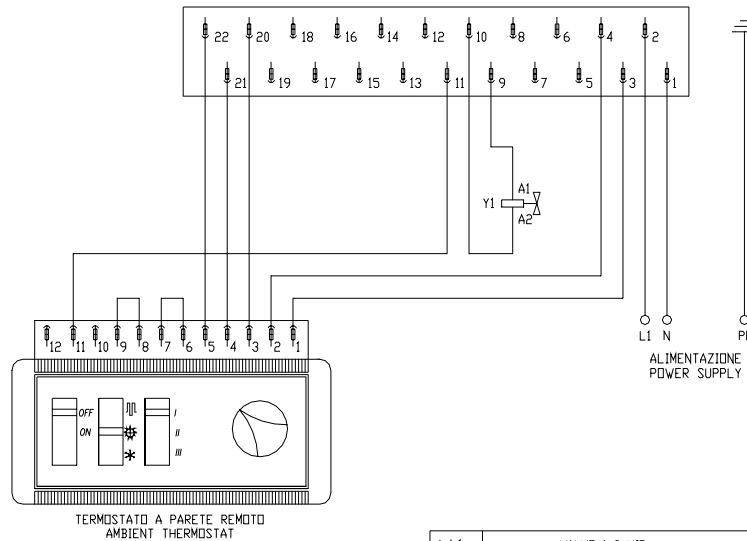 22 20 18 16 14 12 10 8 6 4 2
21 19 17 15 13 11 9 7 5 3 1
A1
Y1
A2
12 11 10 9 8 7 6 5 4 3 2 1
L1 N
ALIMENTAZIONE
POWER SUPPLY
OFF I
ON II
III
TERMOSTATO A PARETE REMOTO
AMBIENT THERMOSTAT